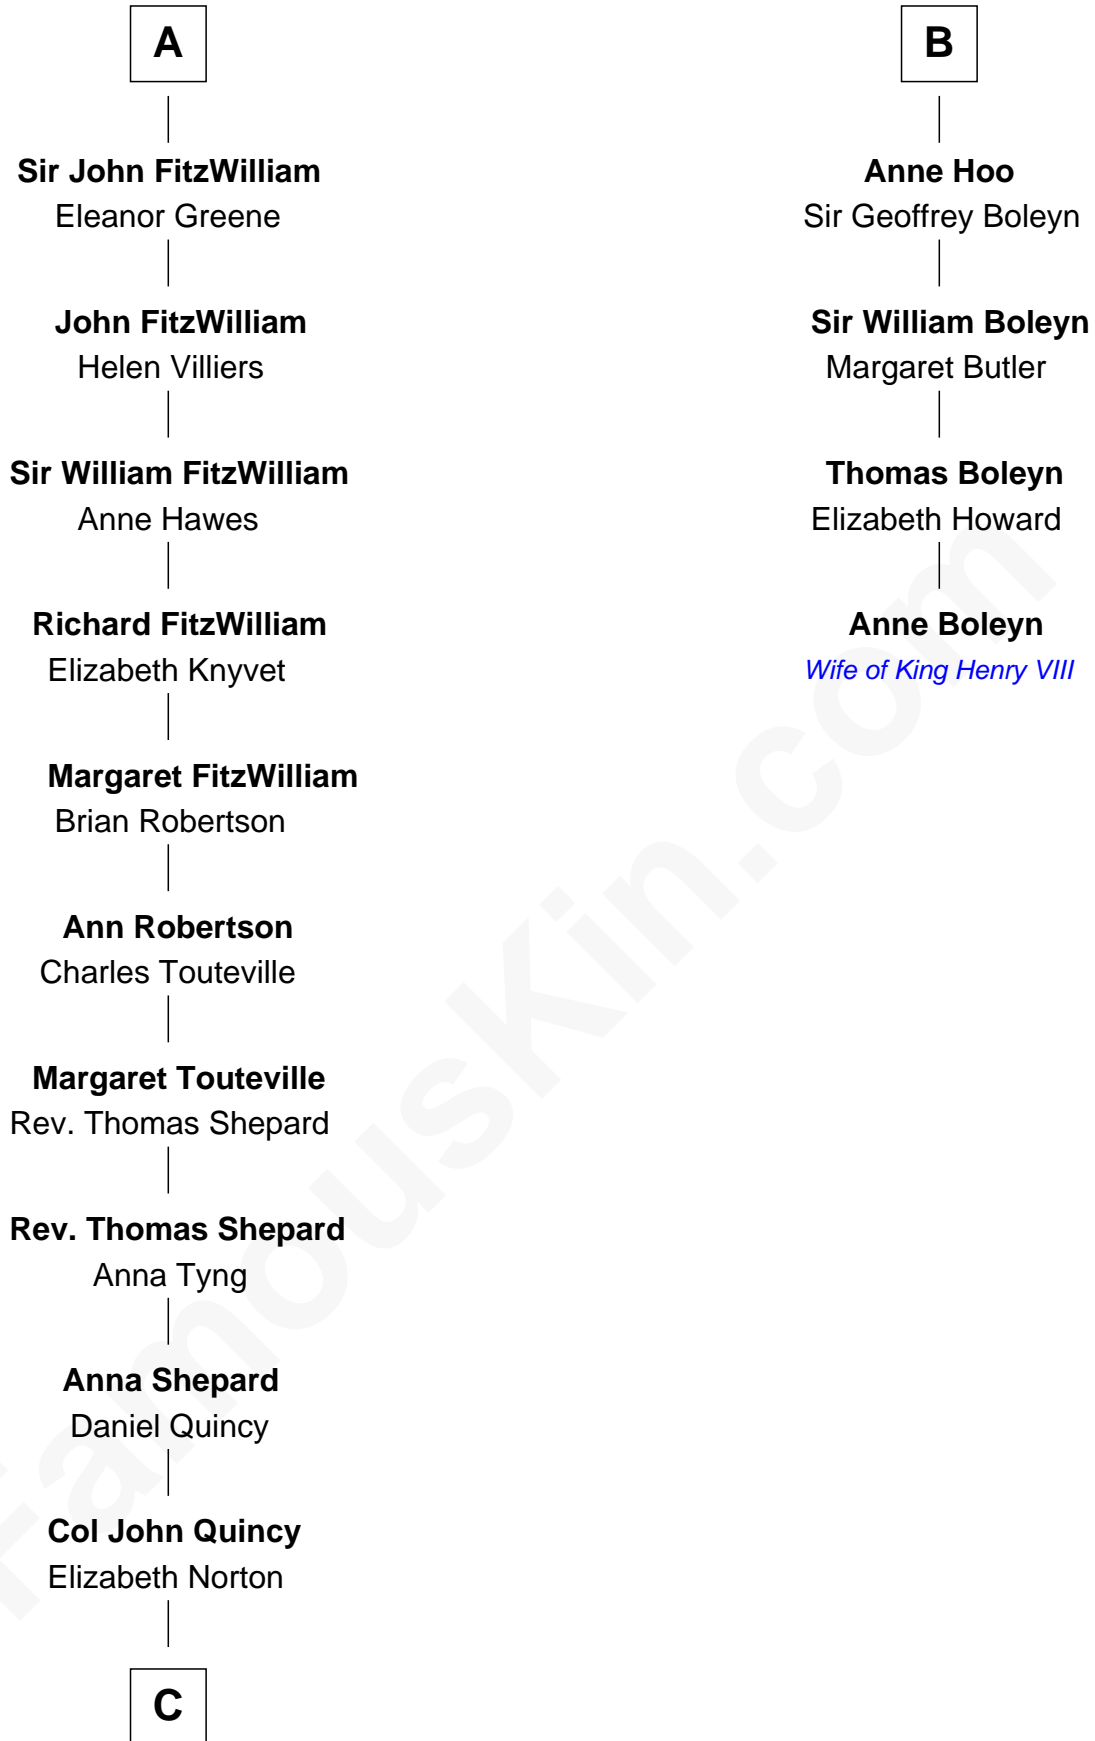 A
Sir John FitzWilliam
Eleanor Greene
John FitzWilliam
Helen Villiers
Sir William FitzWilliam
Anne Hawes
Richard FitzWilliam
Elizabeth Knyvet
Margaret FitzWilliam
Brian Robertson
Ann Robertson
Charles Touteville
Margaret Touteville
Rev. Thomas Shepard
Rev. Thomas Shepard
Anna Tyng
Anna Shepard
Daniel Quincy
Col John Quincy
Elizabeth Norton
C
B
Anne Hoo
Sir Geoffrey Boleyn
Sir William Boleyn
Margaret Butler
Thomas Boleyn
Elizabeth Howard
Anne Boleyn
Wife of King Henry VIII
FamousKin.com